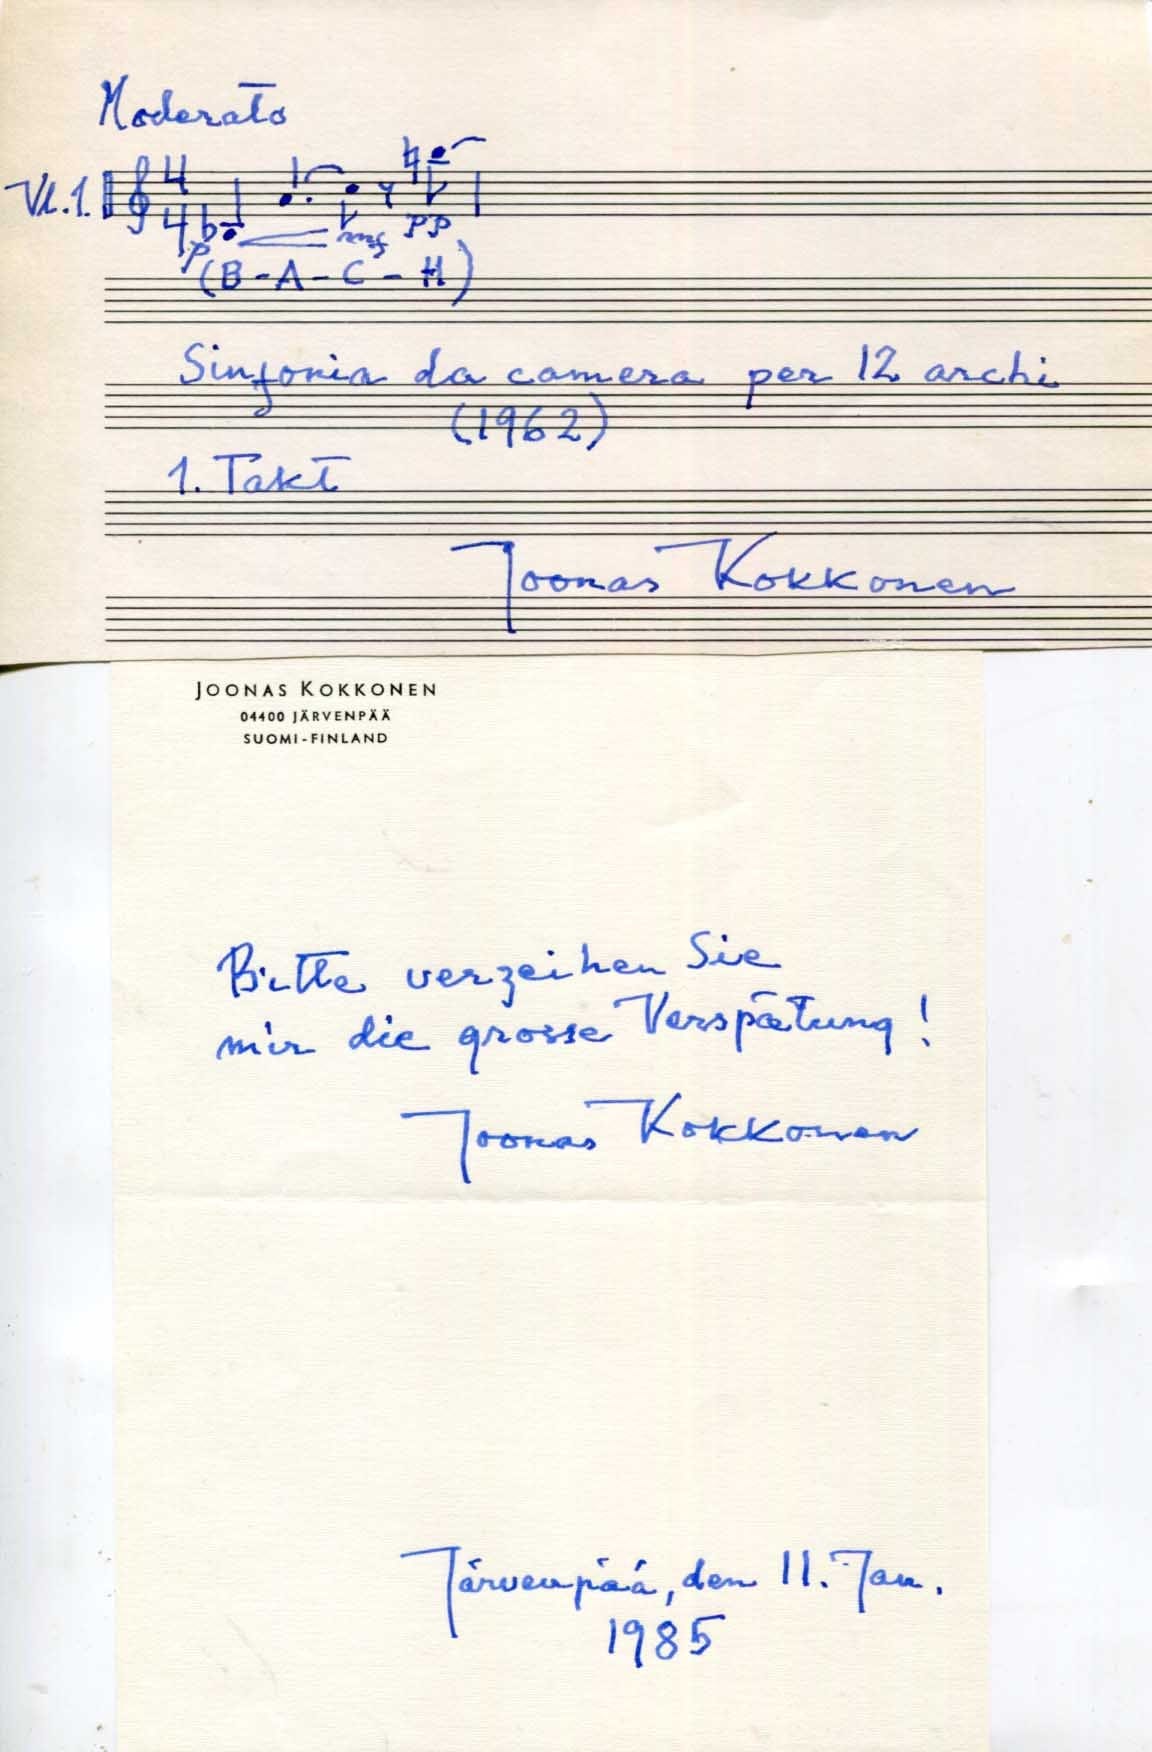 Moderato
Vl. 1.
4
4
p mf pp
(B - A - C - H)
Sinfonia da camera per 12 archi
(1962)
1. Takt
Joonas Kokkonen
JOONAS KOKKONEN
04400 JÄRVENPÄÄ
SUOMI-FINLAND
Bitte verzeihen Sie
mir die grosse Verspätung!
Joonas Kokkonen
Järvenpää, den 11. Jan.
1985